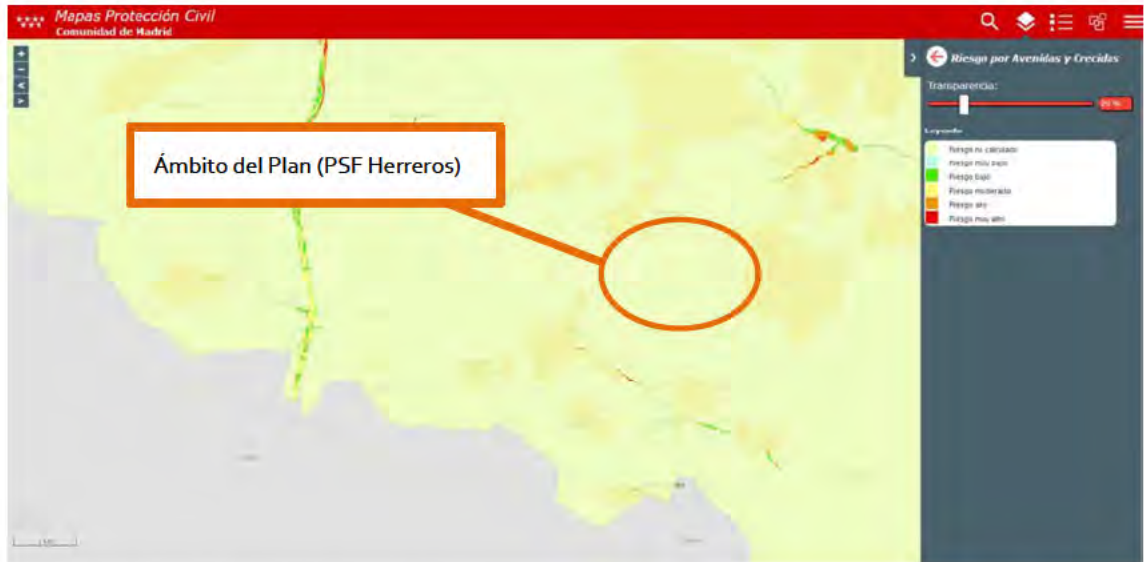 Mapas Protección Civil
Comunidad de Madrid
Riesgo por Avenidas y Crecidas
Transparencia:
Leyenda
Riesgo no calculado
Riesgo muy bajo
Riesgo bajo
Riesgo moderado
Riesgo alto
Riesgo muy alto
Ámbito del Plan (PSF Herreros)